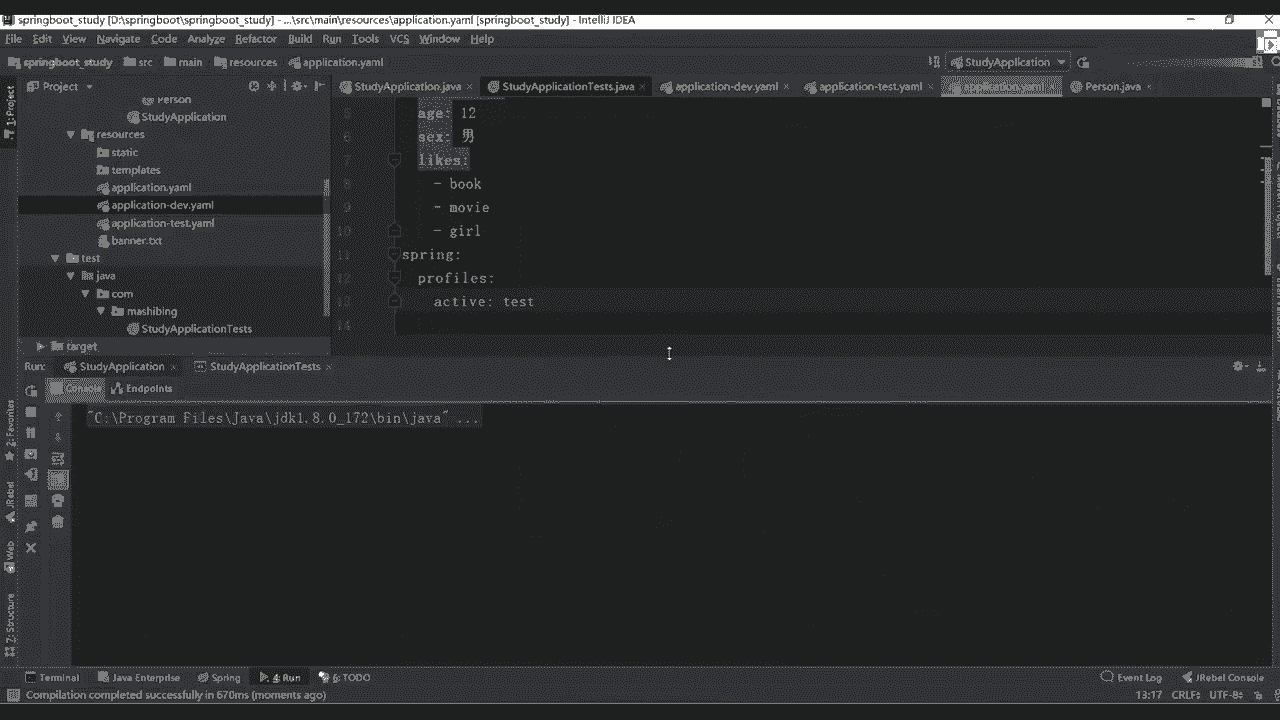 springboot_study [D:\springboot\springboot_study] - ...\src\main\resources\application.yaml [springboot_study] - IntelliJ IDEA
File Edit View Navigate Code Analyze Refactor Build Run Tools VCS Window Help
springboot_study src main resources application.yaml
StudyApplication
1: Project
Project
StudyApplication.java
StudyApplicationTests.java
application-dev.yaml
application-test.yaml
application.yaml
Person.java
Person
StudyApplication
resources
static
templates
application.yaml
application-dev.yaml
application-test.yaml
banner.txt
test
java
com
mashibing
StudyApplicationTests
target
5 age: 12
6 sex: 男
7 likes:
8 - book
9 - movie
10 - girl
11 spring:
12 profiles:
13 active: test
14
Run: StudyApplication StudyApplicationTests
Console Endpoints
"C:\Program Files\Java\jdk1.8.0_172\bin\java" ...
2: Favorites
JRebel
Web
7: Structure
Terminal Java Enterprise Spring 4: Run 6: TODO Event Log JRebel Console
Compilation completed successfully in 670ms (moments ago) 13:17 CRLF UTF-8